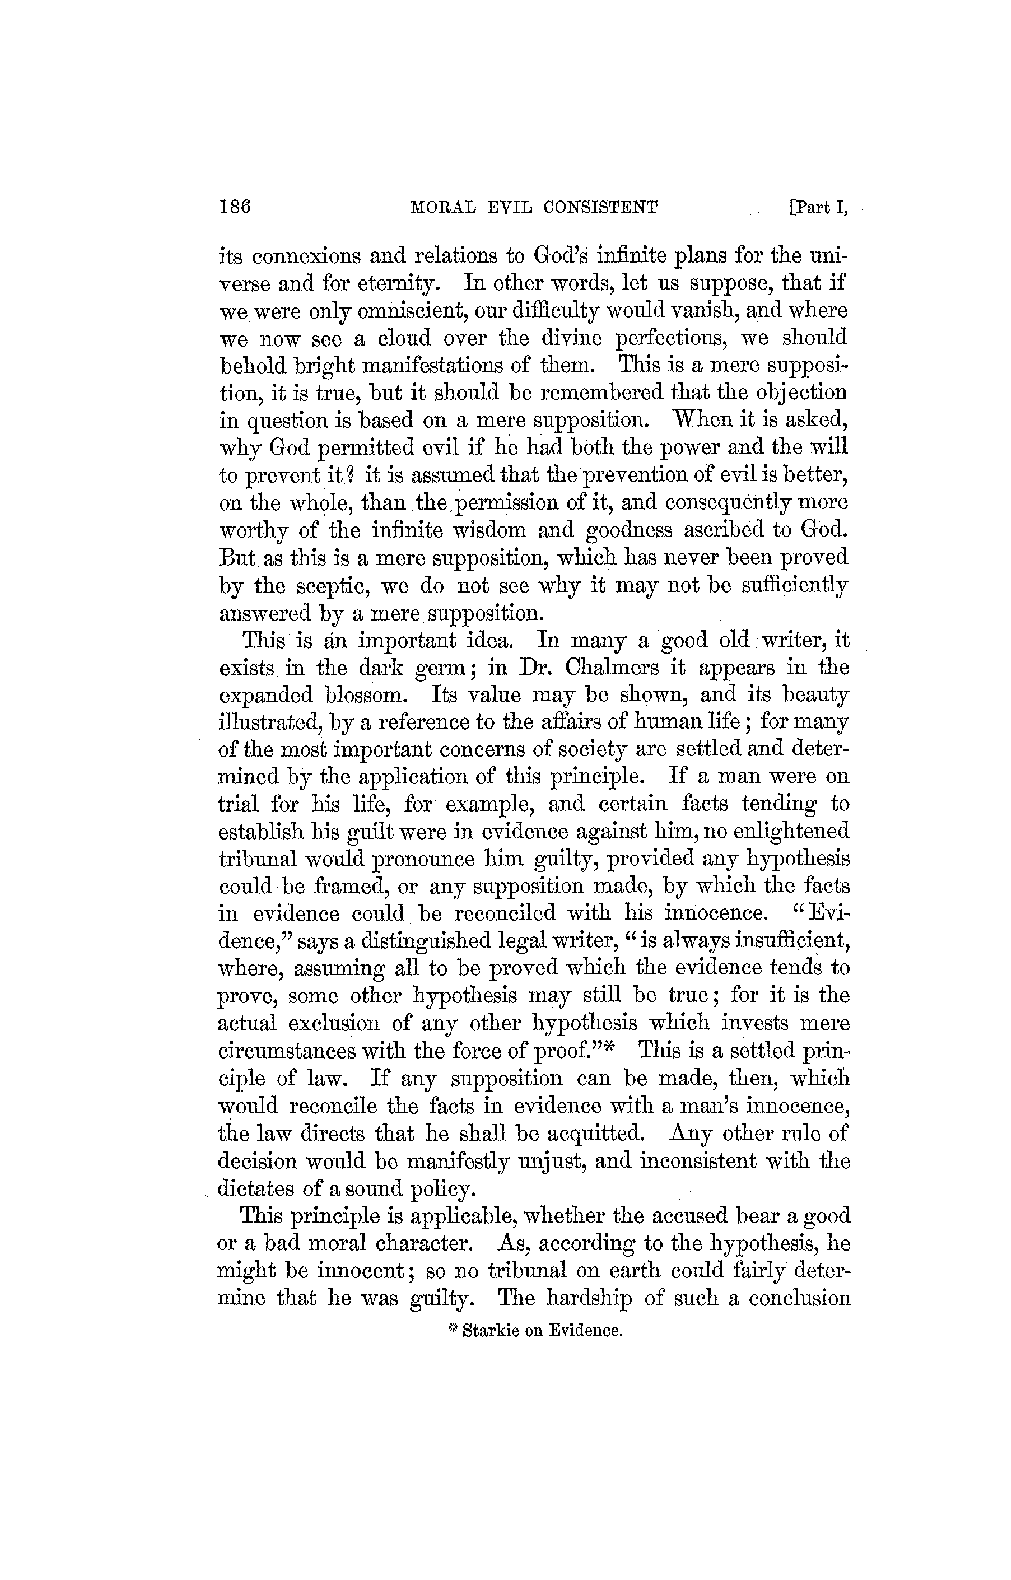 186 MORAL EVIL CONSISTENT [Part I,
its connexions and relations to God's infinite plans for the uni-
verse and for eternity. In other words, let us suppose, that if
we were only omniscient, our difficulty would vanish, and where
we now see a cloud over the divine perfections, we should
behold bright manifestations of them. This is a mere supposi-
tion, it is true, but it should be remembered that the objection
in question is based on a mere supposition. When it is asked,
why God permitted evil if he had both the power and the will
to prevent it? it is assumed that the prevention of evil is better,
on the whole, than the permission of it, and consequently more
worthy of the infinite wisdom and goodness ascribed to God.
But as this is a mere supposition, which has never been proved
by the sceptic, we do not see why it may not be sufficiently
answered by a mere supposition.
This is an important idea. In many a good old writer, it
exists in the dark germ; in Dr. Chalmers it appears in the
expanded blossom. Its value may be shown, and its beauty
illustrated, by a reference to the affairs of human life; for many
of the most important concerns of society are settled and deter-
mined by the application of this principle. If a man were on
trial for his life, for example, and certain facts tending to
establish his guilt were in evidence against him, no enlightened
tribunal would pronounce him guilty, provided any hypothesis
could be framed, or any supposition made, by which the facts
in evidence could be reconciled with his innocence. "Evi-
dence," says a distinguished legal writer, "is always insufficient,
where, assuming all to be proved which the evidence tends to
prove, some other hypothesis may still be true; for it is the
actual exclusion of any other hypothesis which invests mere
circumstances with the force of proof."* This is a settled prin-
ciple of law. If any supposition can be made, then, which
would reconcile the facts in evidence with a man's innocence,
the law directs that he shall be acquitted. Any other rule of
decision would be manifestly unjust, and inconsistent with the
dictates of a sound policy.
This principle is applicable, whether the accused bear a good
or a bad moral character. As, according to the hypothesis, he
might be innocent; so no tribunal on earth could fairly deter-
mine that he was guilty. The hardship of such a conclusion
* Starkie on Evidence.